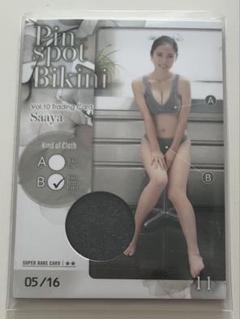 Pin
spot
Bikini
Vol.10 Trading Card
Saaya
Kind of Cloth
A
B
A
B
SUPER RARE CARD
05/16
11